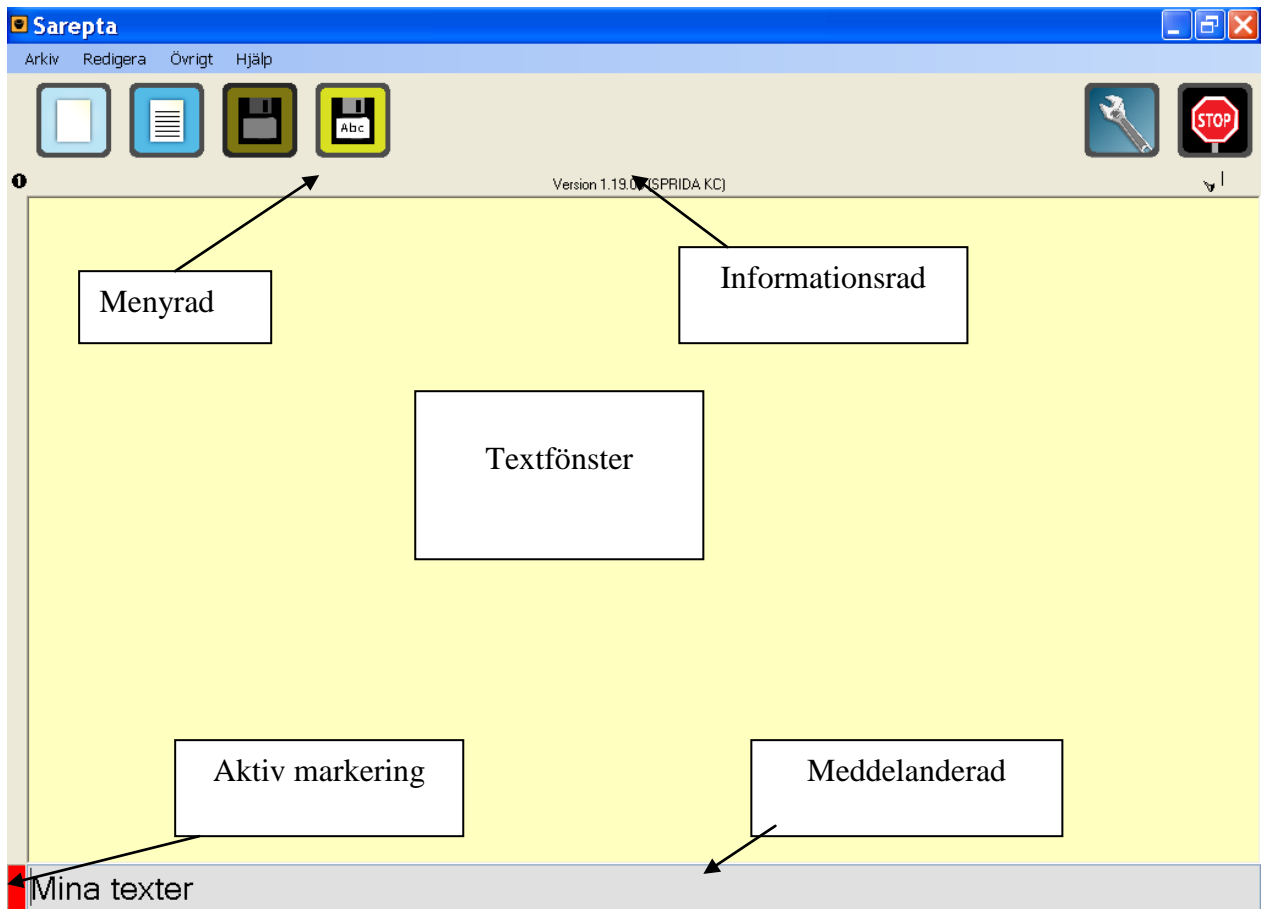 Sarepta
Arkiv Redigera Övrigt Hjälp
Abc
STOP
Version 1.19.0 (SPRIDA KC)
Menyrad
Informationsrad
Textfönster
Aktiv markering
Meddelanderad
Mina texter